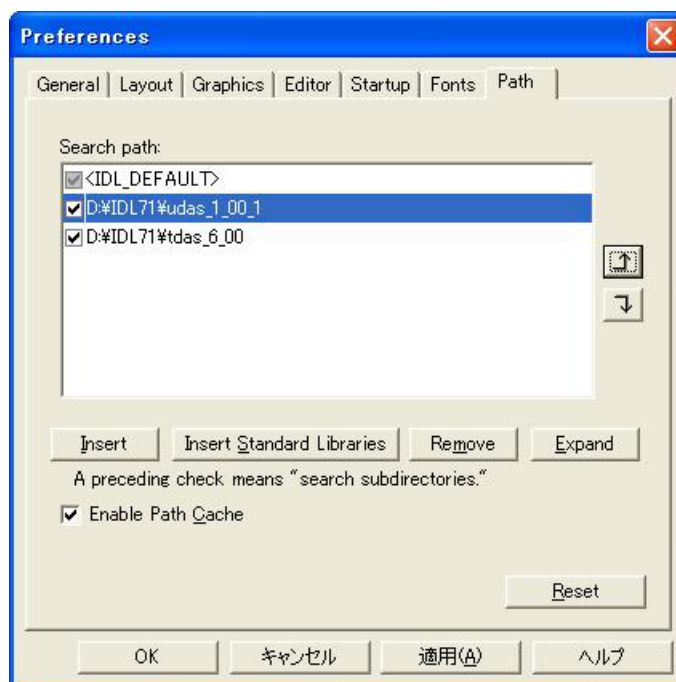 Preferences
General Layout Graphics Editor Startup Fonts Path
Search path:
<IDL_DEFAULT>
D:¥IDL71¥udas_1_00_1
D:¥IDL71¥tdas_6_00
Insert Insert Standard Libraries Remove Expand
A preceding check means "search subdirectories."
Enable Path Cache
Reset
OK キャンセル 適用(A) ヘルプ